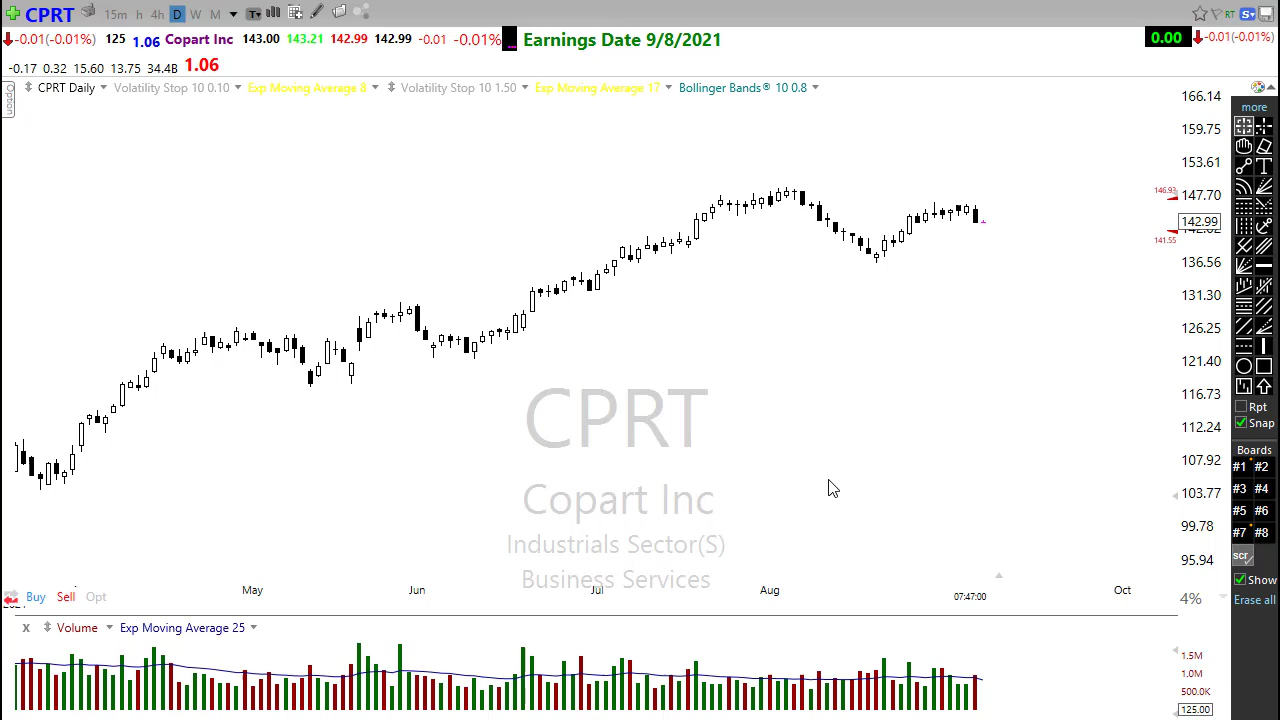 CPRT 15m h 4h D W M T RT S
-0.01(-0.01%) 125 1.06 Copart Inc 143.00 143.21 142.99 142.99 -0.01 -0.01% Earnings Date 9/8/2021 0.00 -0.01(-0.01%)
-0.17 0.32 15.60 13.75 34.4B 1.06
Option
CPRT Daily Volatility Stop 10 0.10 Exp Moving Average 8 Volatility Stop 10 1.50 Exp Moving Average 17 Bollinger Bands® 10 0.8
166.14
159.75
153.61
147.70
146.93
142.99
141.55
136.56
131.30
126.25
121.40
116.73
112.24
107.92
103.77
99.78
95.94
4%
more
T
Rpt
Snap
Boards
#1 #2
#3 #4
#5 #6
#7 #8
scr
Show
Erase all
CPRT
Copart Inc
Industrials Sector(S)
Business Services
May Jun Jul Aug 07:47:00 Oct
Buy Sell Opt
X Volume Exp Moving Average 25
1.5M
1.0M
500.0K
125.00